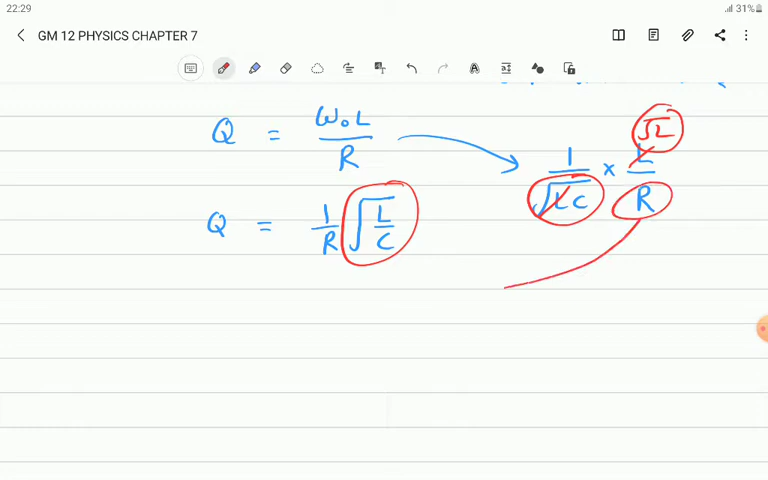 22:29
31%
GM 12 PHYSICS CHAPTER 7
Q = ω₀L / R
1 / √LC × L / R
√L
Q = 1 / R √(L / C)